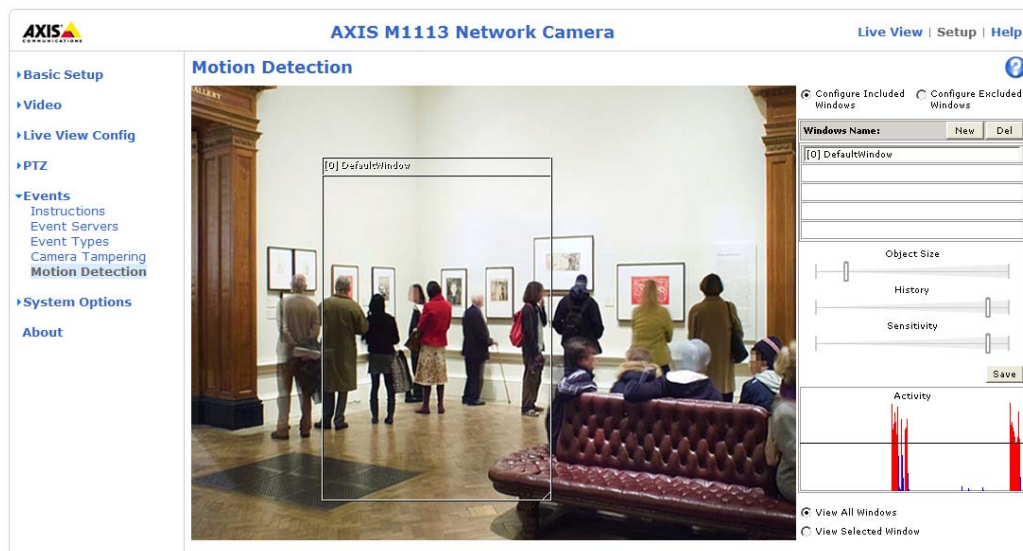 AXIS
COMMUNICATIONS
AXIS M1113 Network Camera
Live View | Setup | Help
Basic Setup
Video
Live View Config
PTZ
Events
Instructions
Event Servers
Event Types
Camera Tampering
Motion Detection
System Options
About
Motion Detection
?
GALLERY
[0] DefaultWindow
Configure Included Windows
Configure Excluded Windows
Windows Name:
New
Del
[0] DefaultWindow
Object Size
History
Sensitivity
Save
Activity
View All Windows
View Selected Window